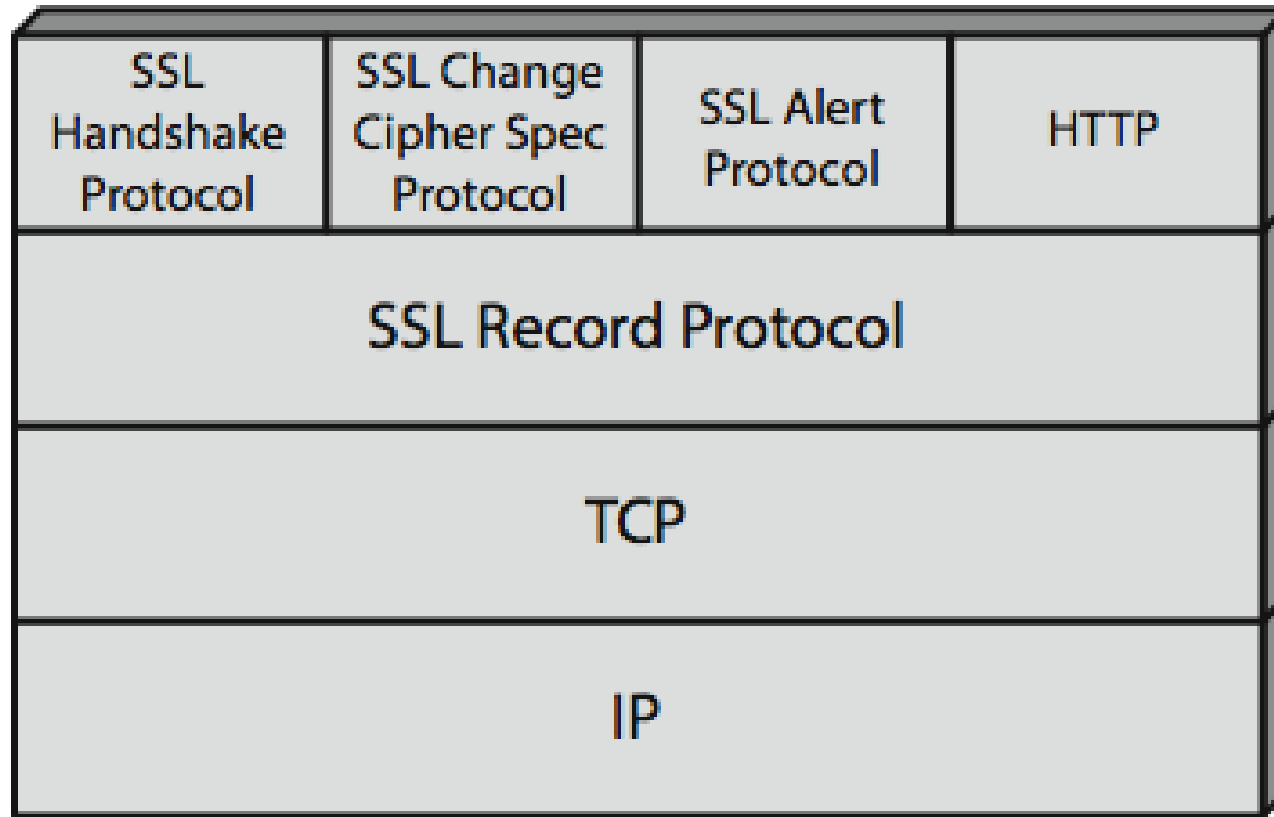 SSL
Handshake
Protocol
SSL Change
Cipher Spec
Protocol
SSL Alert
Protocol
HTTP
SSL Record Protocol
TCP
IP